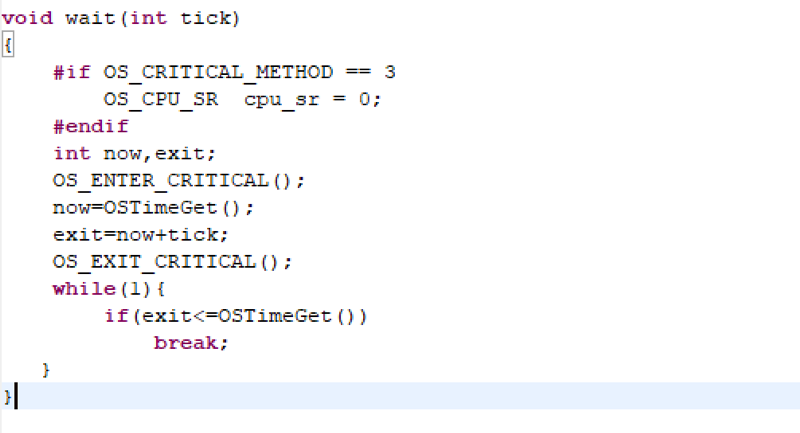 void wait(int tick)
{
    #if OS_CRITICAL_METHOD == 3
        OS_CPU_SR  cpu_sr = 0;
    #endif
    int now,exit;
    OS_ENTER_CRITICAL();
    now=OSTimeGet();
    exit=now+tick;
    OS_EXIT_CRITICAL();
    while(1){
        if(exit<=OSTimeGet())
            break;
   }
}